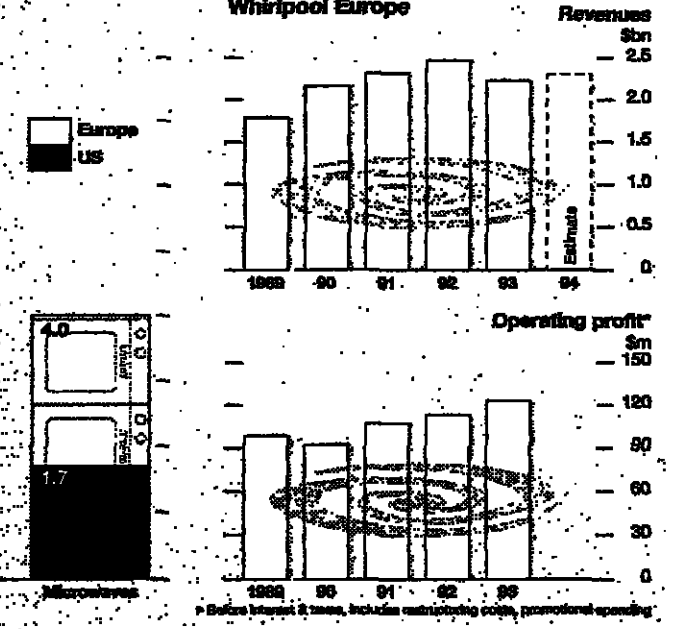 Whirlpool Europe
Revenues
$bn
2.5
2.0
1.5
1.0
0.5
0
Estimate
1989 90 91 92 93 94
Europe
US
Operating profit*
$m
150
120
90
60
30
0
1989 90 91 92 93
4.0
1.7
Microwaves
* Before interest & taxes, includes restructuring costs, promotional spending